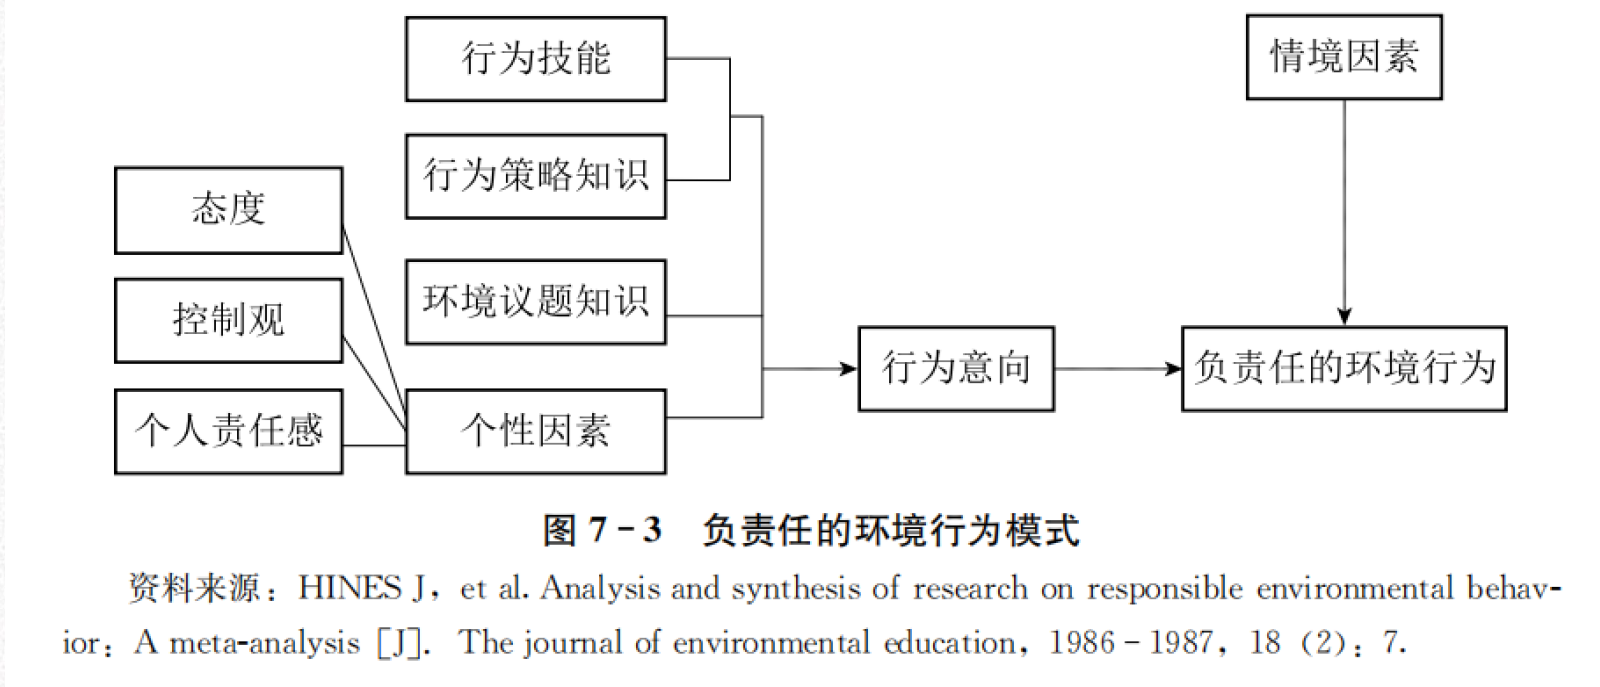 行为技能
情境因素
行为策略知识
态度
环境议题知识
控制观
行为意向
负责任的环境行为
个人责任感
个性因素
图 7-3 负责任的环境行为模式
资料来源：HINES J，et al. Analysis and synthesis of research on responsible environmental behav-
ior：A meta-analysis [J]. The journal of environmental education，1986-1987，18（2）：7.